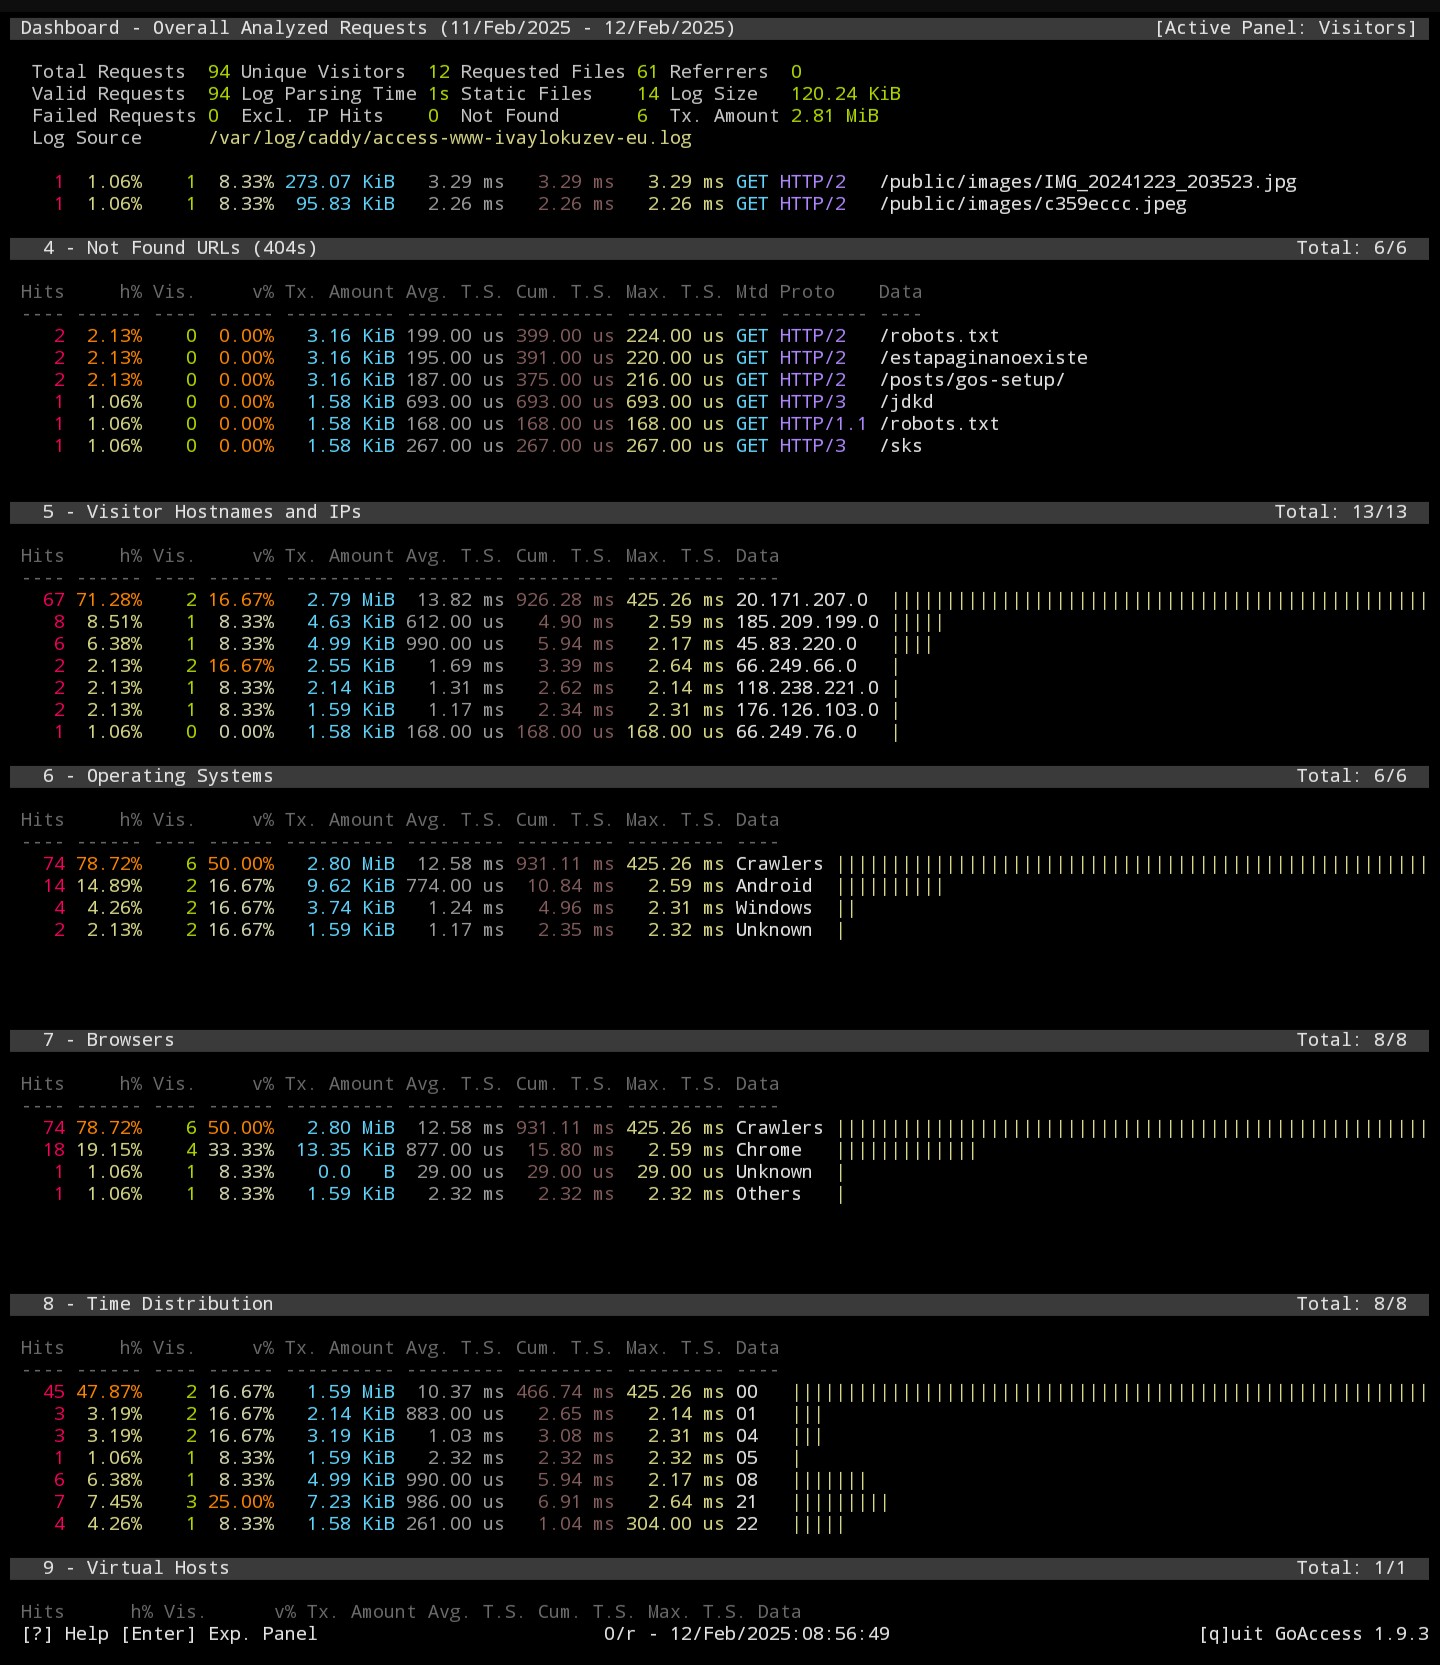 Dashboard - Overall Analyzed Requests (11/Feb/2025 - 12/Feb/2025) [Active Panel: Visitors]
Total Requests 94 Unique Visitors 12 Requested Files 61 Referrers 0
Valid Requests 94 Log Parsing Time 1s Static Files 14 Log Size 120.24 KiB
Failed Requests 0 Excl. IP Hits 0 Not Found 6 Tx. Amount 2.81 MiB
Log Source /var/log/caddy/access-www-ivaylokuzev-eu.log
1 1.06% 1 8.33% 273.07 KiB 3.29 ms 3.29 ms 3.29 ms GET HTTP/2 /public/images/IMG_20241223_203523.jpg
1 1.06% 1 8.33% 95.83 KiB 2.26 ms 2.26 ms 2.26 ms GET HTTP/2 /public/images/c359eccc.jpeg
4 - Not Found URLs (404s) Total: 6/6
Hits h% Vis. v% Tx. Amount Avg. T.S. Cum. T.S. Max. T.S. Mtd Proto Data
---- ------ ---- ------ ---------- --------- --------- --------- --- -------- ----
2 2.13% 0 0.00% 3.16 KiB 199.00 us 399.00 us 224.00 us GET HTTP/2 /robots.txt
2 2.13% 0 0.00% 3.16 KiB 195.00 us 391.00 us 220.00 us GET HTTP/2 /estapaginanoexiste
2 2.13% 0 0.00% 3.16 KiB 187.00 us 375.00 us 216.00 us GET HTTP/2 /posts/gos-setup/
1 1.06% 0 0.00% 1.58 KiB 693.00 us 693.00 us 693.00 us GET HTTP/3 /jdkd
1 1.06% 0 0.00% 1.58 KiB 168.00 us 168.00 us 168.00 us GET HTTP/1.1 /robots.txt
1 1.06% 0 0.00% 1.58 KiB 267.00 us 267.00 us 267.00 us GET HTTP/3 /sks
5 - Visitor Hostnames and IPs Total: 13/13
Hits h% Vis. v% Tx. Amount Avg. T.S. Cum. T.S. Max. T.S. Data
---- ------ ---- ------ ---------- --------- --------- --------- ----
67 71.28% 2 16.67% 2.79 MiB 13.82 ms 926.28 ms 425.26 ms 20.171.207.0 |||||||||||||||||||||||||||||||||||||||||||||||||
8 8.51% 1 8.33% 4.63 KiB 612.00 us 4.90 ms 2.59 ms 185.209.199.0 |||||
6 6.38% 1 8.33% 4.99 KiB 990.00 us 5.94 ms 2.17 ms 45.83.220.0 ||||
2 2.13% 2 16.67% 2.55 KiB 1.69 ms 3.39 ms 2.64 ms 66.249.66.0 |
2 2.13% 1 8.33% 2.14 KiB 1.31 ms 2.62 ms 2.14 ms 118.238.221.0 |
2 2.13% 1 8.33% 1.59 KiB 1.17 ms 2.34 ms 2.31 ms 176.126.103.0 |
1 1.06% 0 0.00% 1.58 KiB 168.00 us 168.00 us 168.00 us 66.249.76.0 |
6 - Operating Systems Total: 6/6
Hits h% Vis. v% Tx. Amount Avg. T.S. Cum. T.S. Max. T.S. Data
---- ------ ---- ------ ---------- --------- --------- --------- ----
74 78.72% 6 50.00% 2.80 MiB 12.58 ms 931.11 ms 425.26 ms Crawlers ||||||||||||||||||||||||||||||||||||||||||||||||||||||
14 14.89% 2 16.67% 9.62 KiB 774.00 us 10.84 ms 2.59 ms Android ||||||||||
4 4.26% 2 16.67% 3.74 KiB 1.24 ms 4.96 ms 2.31 ms Windows ||
2 2.13% 2 16.67% 1.59 KiB 1.17 ms 2.35 ms 2.32 ms Unknown |
7 - Browsers Total: 8/8
Hits h% Vis. v% Tx. Amount Avg. T.S. Cum. T.S. Max. T.S. Data
---- ------ ---- ------ ---------- --------- --------- --------- ----
74 78.72% 6 50.00% 2.80 MiB 12.58 ms 931.11 ms 425.26 ms Crawlers ||||||||||||||||||||||||||||||||||||||||||||||||||||||
18 19.15% 4 33.33% 13.35 KiB 877.00 us 15.80 ms 2.59 ms Chrome |||||||||||||
1 1.06% 1 8.33% 0.0 B 29.00 us 29.00 us 29.00 us Unknown |
1 1.06% 1 8.33% 1.59 KiB 2.32 ms 2.32 ms 2.32 ms Others |
8 - Time Distribution Total: 8/8
Hits h% Vis. v% Tx. Amount Avg. T.S. Cum. T.S. Max. T.S. Data
---- ------ ---- ------ ---------- --------- --------- --------- ----
45 47.87% 2 16.67% 1.59 MiB 10.37 ms 466.74 ms 425.26 ms 00 ||||||||||||||||||||||||||||||||||||||||||||||||||||||||||
3 3.19% 2 16.67% 2.14 KiB 883.00 us 2.65 ms 2.14 ms 01 |||
3 3.19% 2 16.67% 3.19 KiB 1.03 ms 3.08 ms 2.31 ms 04 |||
1 1.06% 1 8.33% 1.59 KiB 2.32 ms 2.32 ms 2.32 ms 05 |
6 6.38% 1 8.33% 4.99 KiB 990.00 us 5.94 ms 2.17 ms 08 |||||||
7 7.45% 3 25.00% 7.23 KiB 986.00 us 6.91 ms 2.64 ms 21 |||||||||
4 4.26% 1 8.33% 1.58 KiB 261.00 us 1.04 ms 304.00 us 22 |||||
9 - Virtual Hosts Total: 1/1
Hits h% Vis. v% Tx. Amount Avg. T.S. Cum. T.S. Max. T.S. Data
[?] Help [Enter] Exp. Panel 0/r - 12/Feb/2025:08:56:49 [q]uit GoAccess 1.9.3